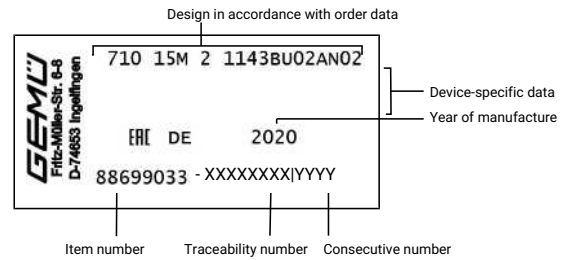 Design in accordance with order data
710 15M 2 1143BU02AN02
Device-specific data
Year of manufacture
GEMÜ
Fritz-Müller-Str. 6-8
D-74653 Ingelfingen
EAC DE 2020
88699033 - XXXXXXXX|YYYY
Item number Traceability number Consecutive number